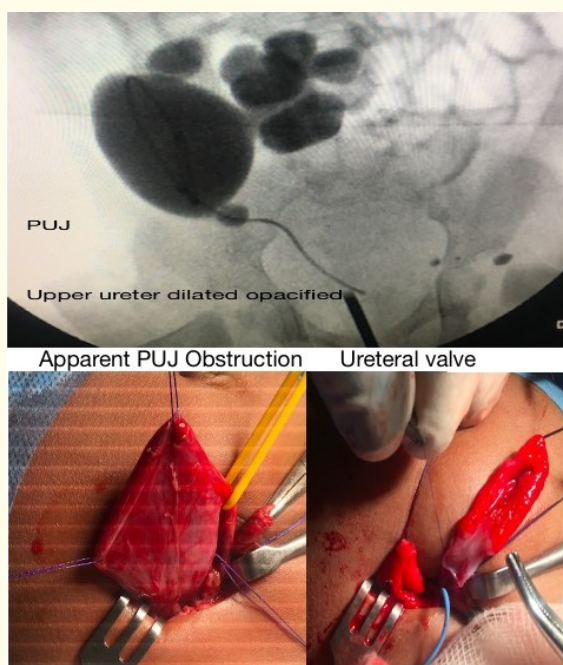 PUJ
Upper ureter dilated opacified
Apparent PUJ Obstruction
Ureteral valve